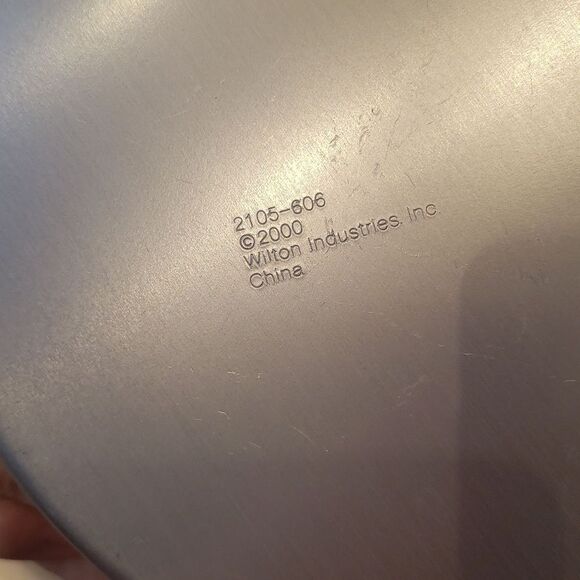 2105-606
©2000
Wilton Industries, Inc
China